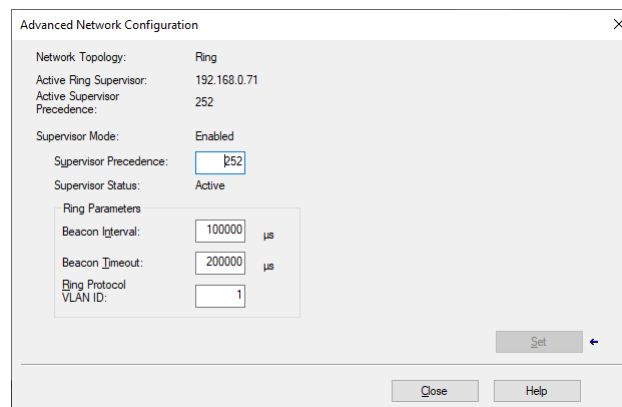 Advanced Network Configuration
Network Topology: Ring
Active Ring Supervisor: 192.168.0.71
Active Supervisor
Precedence: 252
Supervisor Mode: Enabled
Supervisor Precedence: 252
Supervisor Status: Active
Ring Parameters
Beacon Interval: 100000 µs
Beacon Timeout: 200000 µs
Ring Protocol
VLAN ID: 1
Set
Close Help